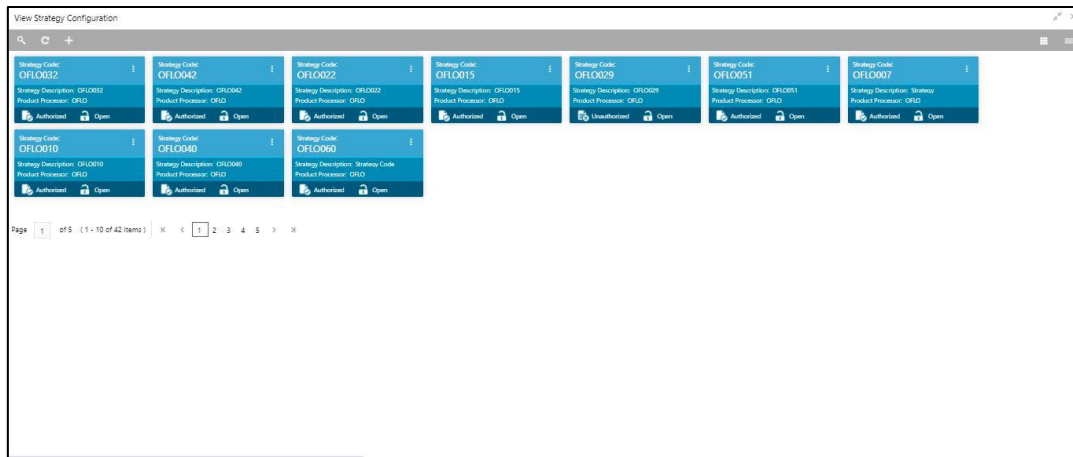 View Strategy Configuration
Strategy Code:
OFLO032
Strategy Description: OFLO032
Product Processor: OFLO
Authorized Open
Strategy Code:
OFLO042
Strategy Description: OFLO042
Product Processor: OFLO
Authorized Open
Strategy Code:
OFLO022
Strategy Description: OFLO022
Product Processor: OFLO
Authorized Open
Strategy Code:
OFLO015
Strategy Description: OFLO015
Product Processor: OFLO
Authorized Open
Strategy Code:
OFLO029
Strategy Description: OFLO029
Product Processor: OFLO
Unauthorized Open
Strategy Code:
OFLO051
Strategy Description: OFLO051
Product Processor: OFLO
Authorized Open
Strategy Code:
OFLO007
Strategy Description: Strategy
Product Processor: OFLO
Authorized Open
Strategy Code:
OFLO010
Strategy Description: OFLO010
Product Processor: OFLO
Authorized Open
Strategy Code:
OFLO040
Strategy Description: OFLO040
Product Processor: OFLO
Authorized Open
Strategy Code:
OFLO060
Strategy Description: Strategy Code
Product Processor: OFLO
Authorized Open
Page 1 of 5 (1 - 10 of 42 items) 1 2 3 4 5